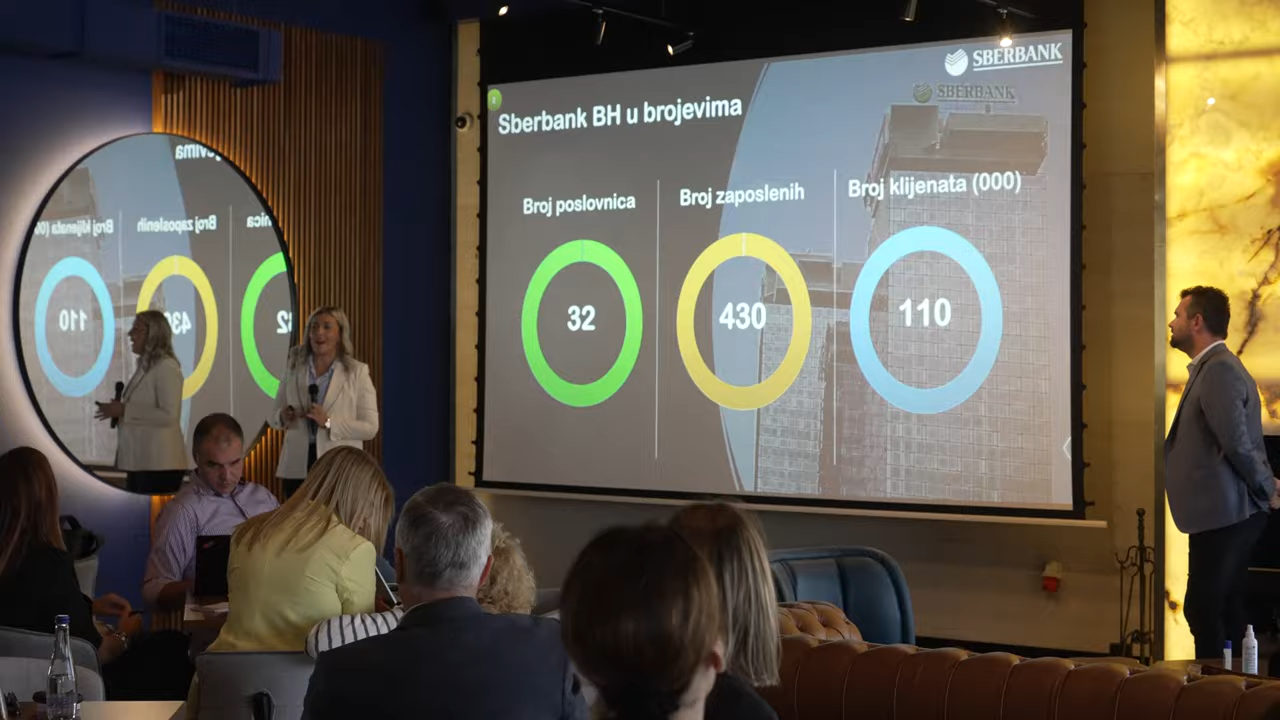 SBERBANK
SBERBANK
Sberbank BH u brojevima
Broj poslovnica
Broj zaposlenih
Broj klijenata (000)
32
430
110